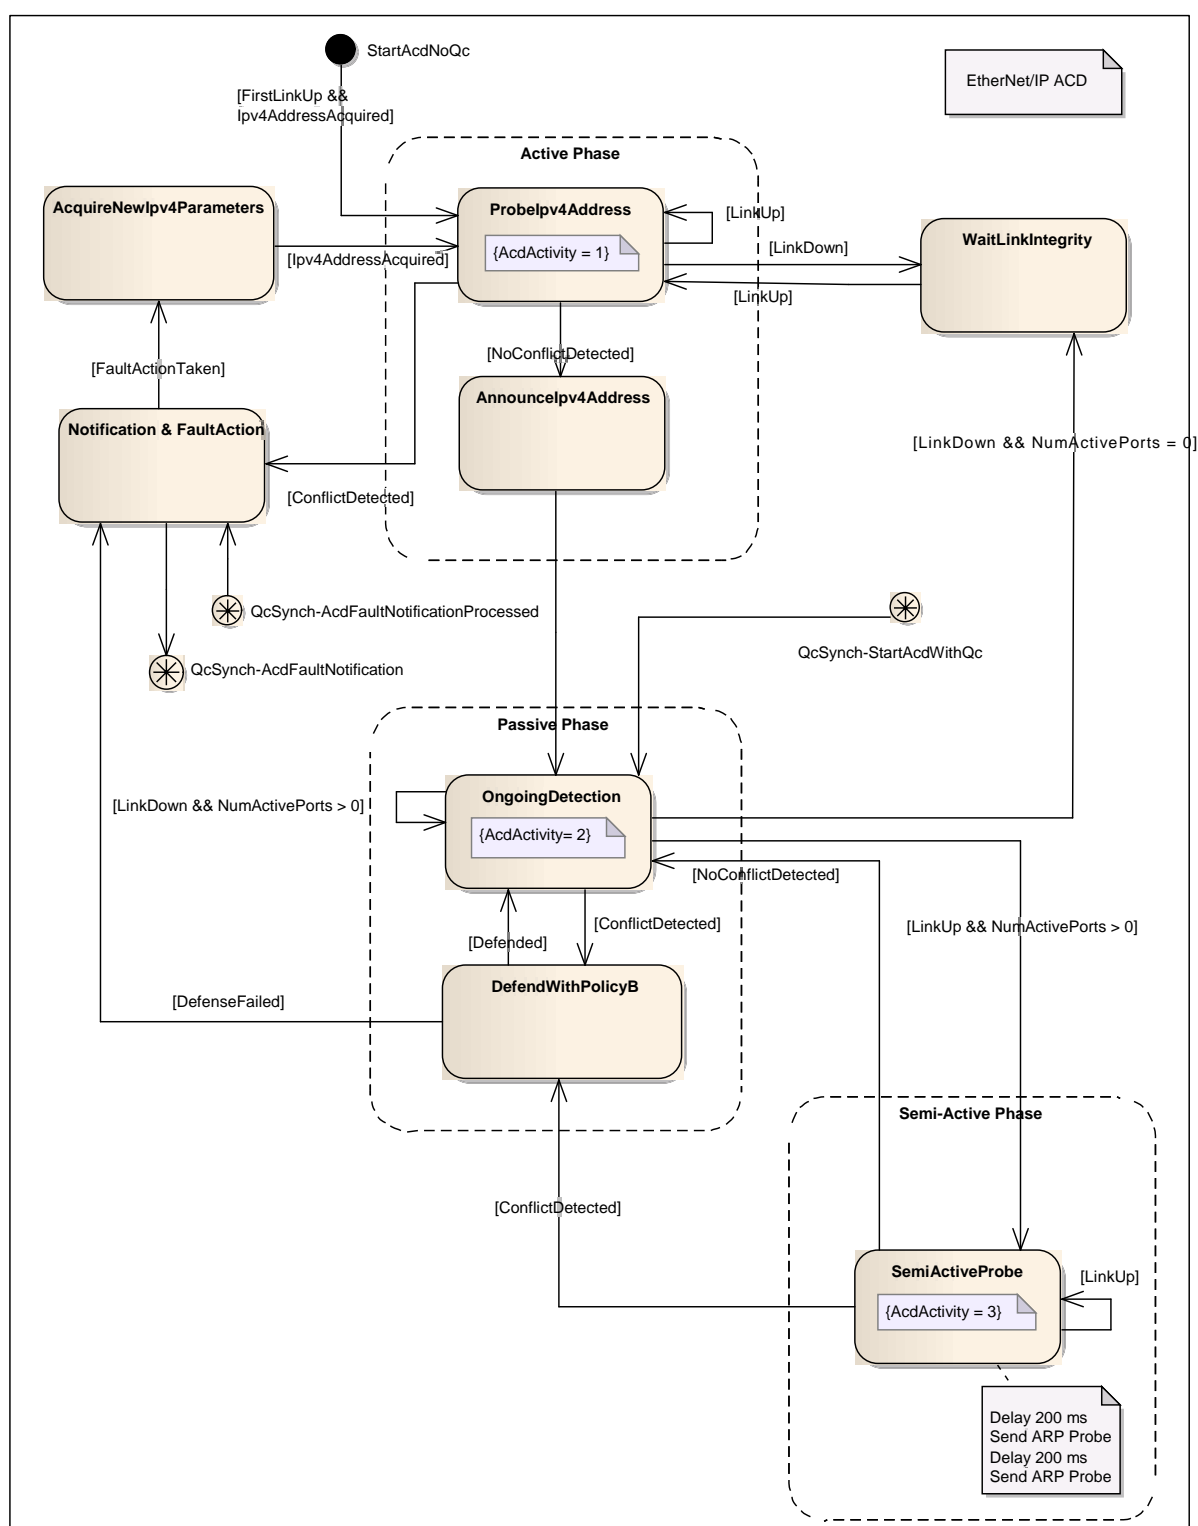 StartAcdNoQc
EtherNet/IP ACD
[FirstLinkUp &&
Ipv4AddressAcquired]
Active Phase
AcquireNewIpv4Parameters
ProbeIpv4Address
{AcdActivity = 1}
[LinkUp]
WaitLinkIntegrity
[LinkDown]
[Ipv4AddressAcquired]
[LinkUp]
[NoConflictDetected]
[FaultActionTaken]
AnnounceIpv4Address
Notification & FaultAction
[LinkDown && NumActivePorts = 0]
[ConflictDetected]
QcSynch-AcdFaultNotificationProcessed
QcSynch-StartAcdWithQc
QcSynch-AcdFaultNotification
Passive Phase
OngoingDetection
[LinkDown && NumActivePorts > 0]
{AcdActivity= 2}
[NoConflictDetected]
[ConflictDetected]
[LinkUp && NumActivePorts > 0]
[Defended]
DefendWithPolicyB
[DefenseFailed]
Semi-Active Phase
[ConflictDetected]
SemiActiveProbe
[LinkUp]
{AcdActivity = 3}
Delay 200 ms
Send ARP Probe
Delay 200 ms
Send ARP Probe